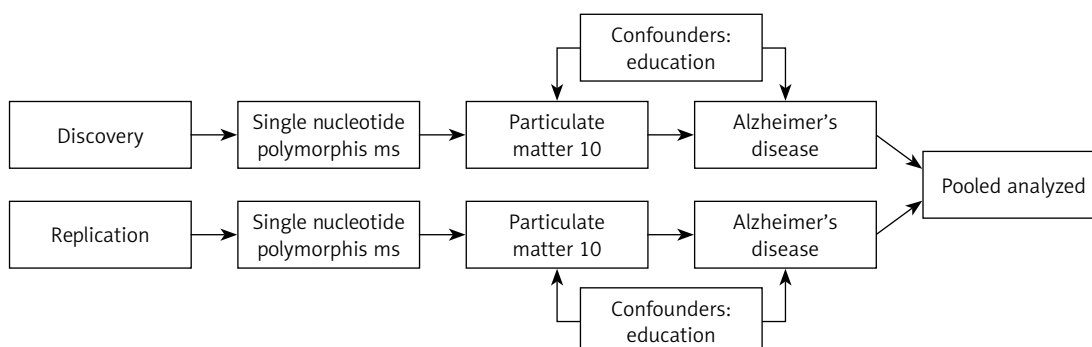 Confounders:
education
Discovery
Single nucleotide
polymorphis ms
Particulate
matter 10
Alzheimer's
disease
Pooled analyzed
Replication
Single nucleotide
polymorphis ms
Particulate
matter 10
Alzheimer's
disease
Confounders:
education